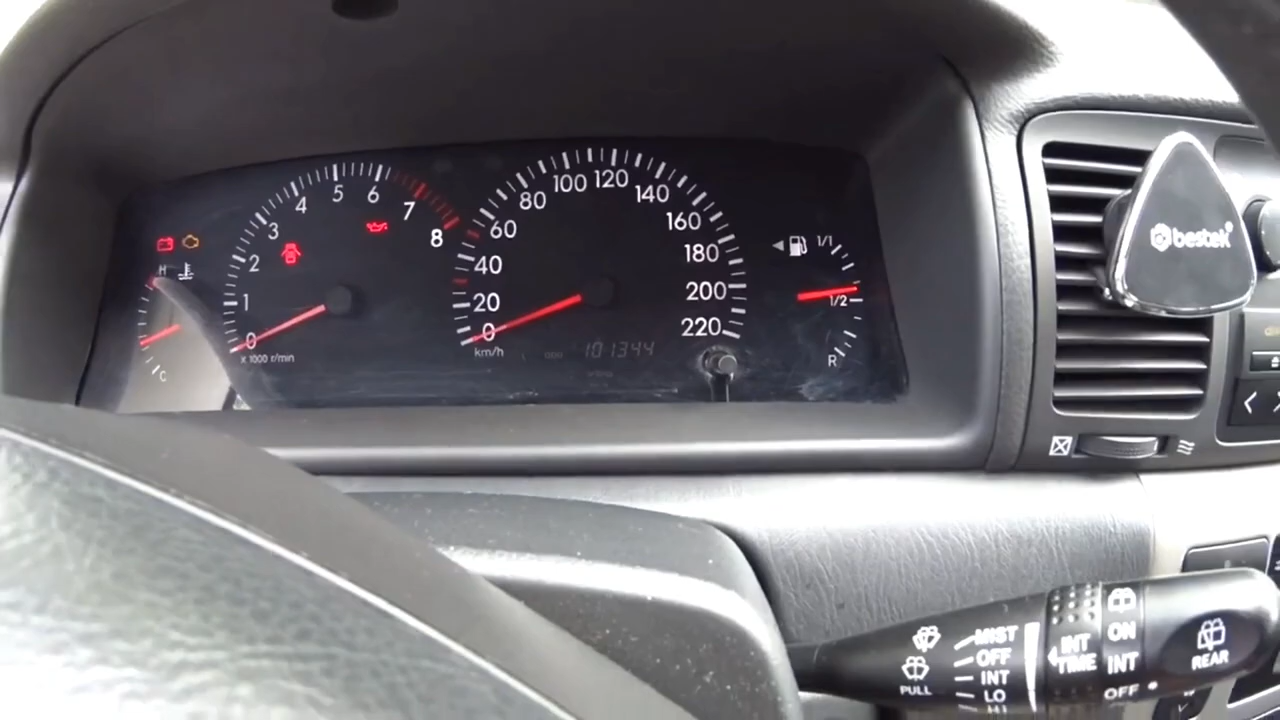 H
C
0
1
2
3
4
5
6
7
8
x 1000 r/min
0
20
40
60
80
100
120
140
160
180
200
220
km/h
101344
1/1
1/2
R
bestek
MIST
OFF
INT
LO
HI
PULL
INT
TIME
ON
INT
OFF
REAR